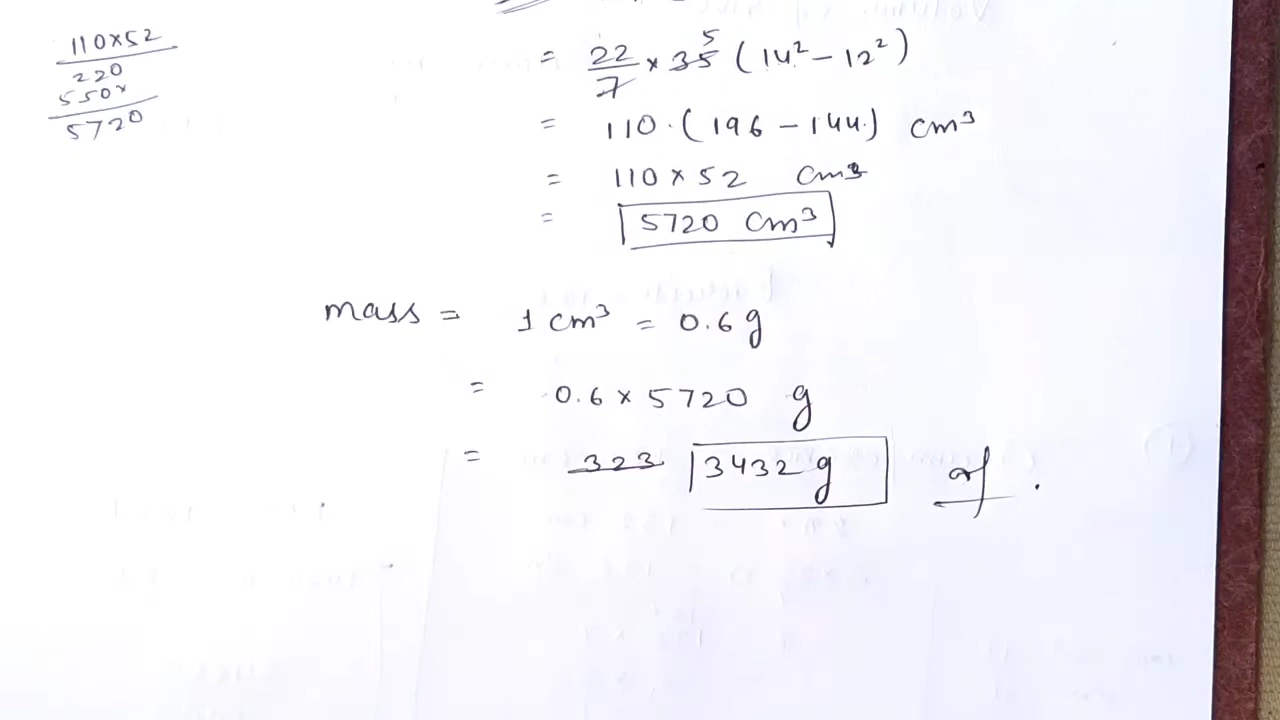 110×52
220
550×
5720
= 22/7 × 35 5 (14² − 12²)
= 110·(196 − 144) cm³
= 110 × 52 cm³
= 5720 cm³
mass = 1 cm³ = 0.6 g
= 0.6 × 5720 g
= 323 3432 g